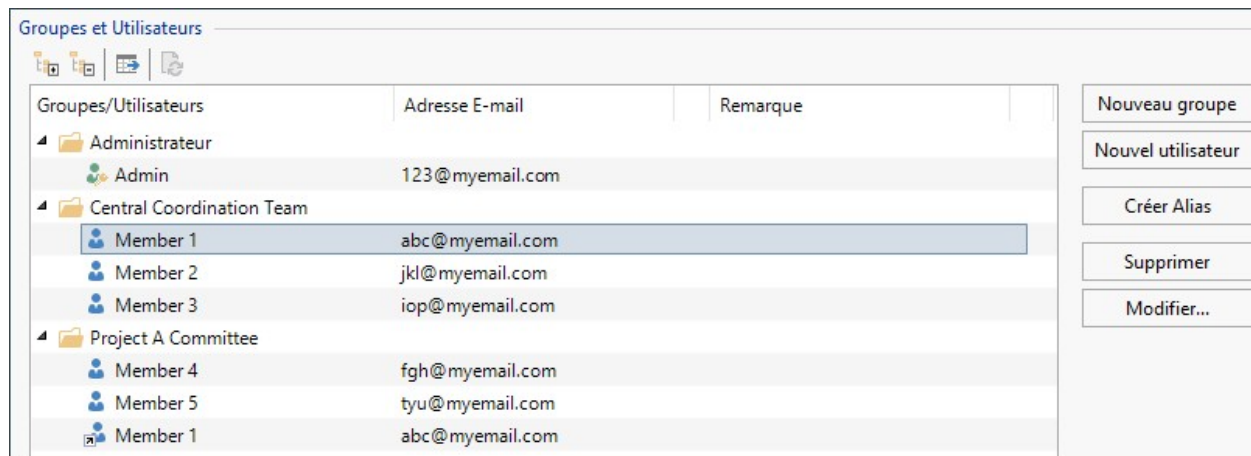 Groupes et Utilisateurs
Groupes/Utilisateurs Adresse E-mail Remarque
Nouveau groupe
Administrateur
Nouvel utilisateur
Admin 123@myemail.com
Central Coordination Team
Créer Alias
Member 1 abc@myemail.com
Member 2 jkl@myemail.com
Supprimer
Member 3 iop@myemail.com
Modifier...
Project A Committee
Member 4 fgh@myemail.com
Member 5 tyu@myemail.com
Member 1 abc@myemail.com